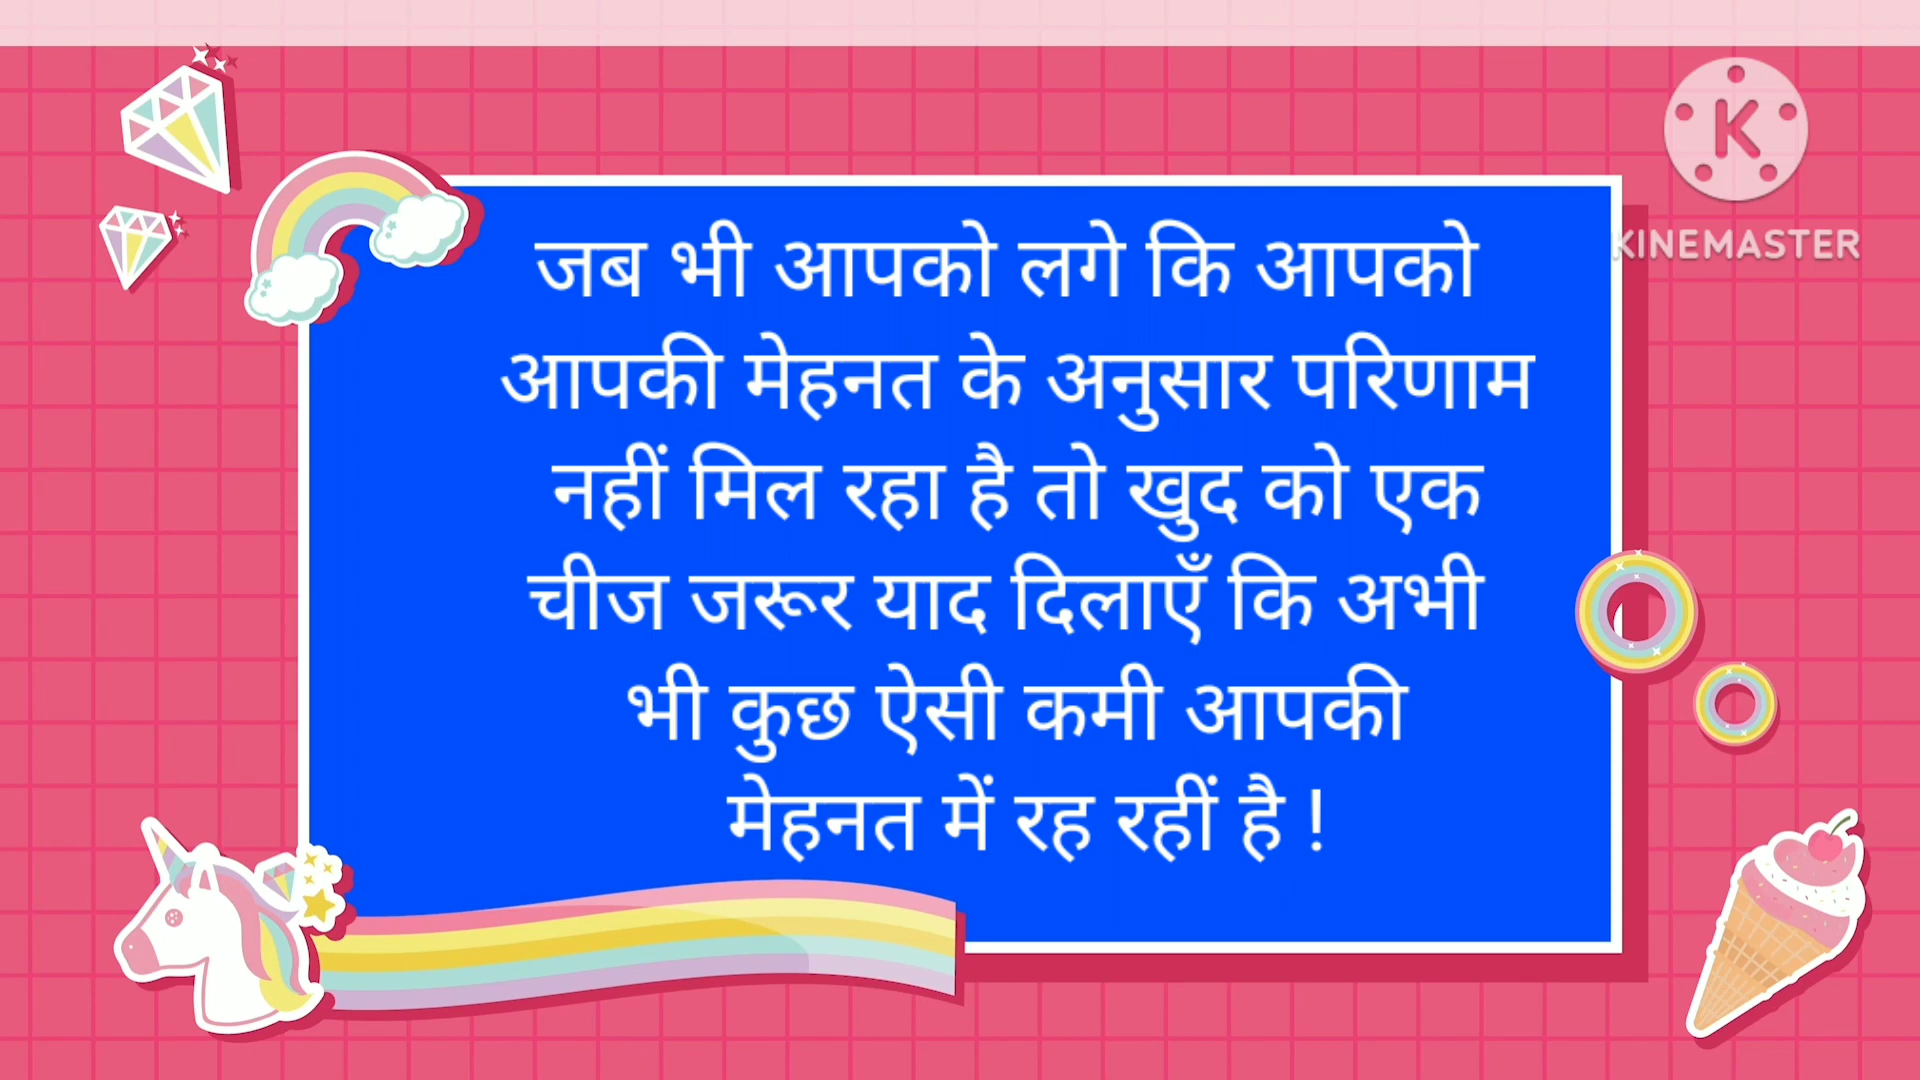 K
KINEMASTER
जब भी आपको लगे कि आपको
आपकी मेहनत के अनुसार परिणाम
नहीं मिल रहा है तो खुद को एक
चीज जरूर याद दिलाएँ कि अभी
भी कुछ ऐसी कमी आपकी
मेहनत में रह रहीं है !